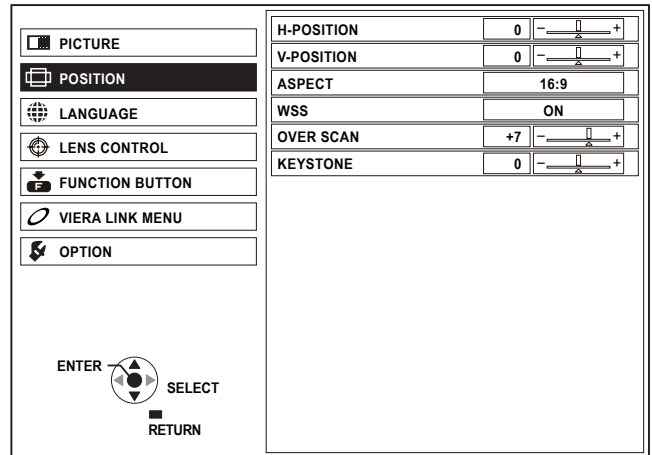 PICTURE
POSITION
LANGUAGE
LENS CONTROL
F
FUNCTION BUTTON
VIERA LINK MENU
OPTION
ENTER
SELECT
RETURN
H-POSITION 0 - +
V-POSITION 0 - +
ASPECT 16:9
WSS ON
OVER SCAN +7 - +
KEYSTONE 0 - +